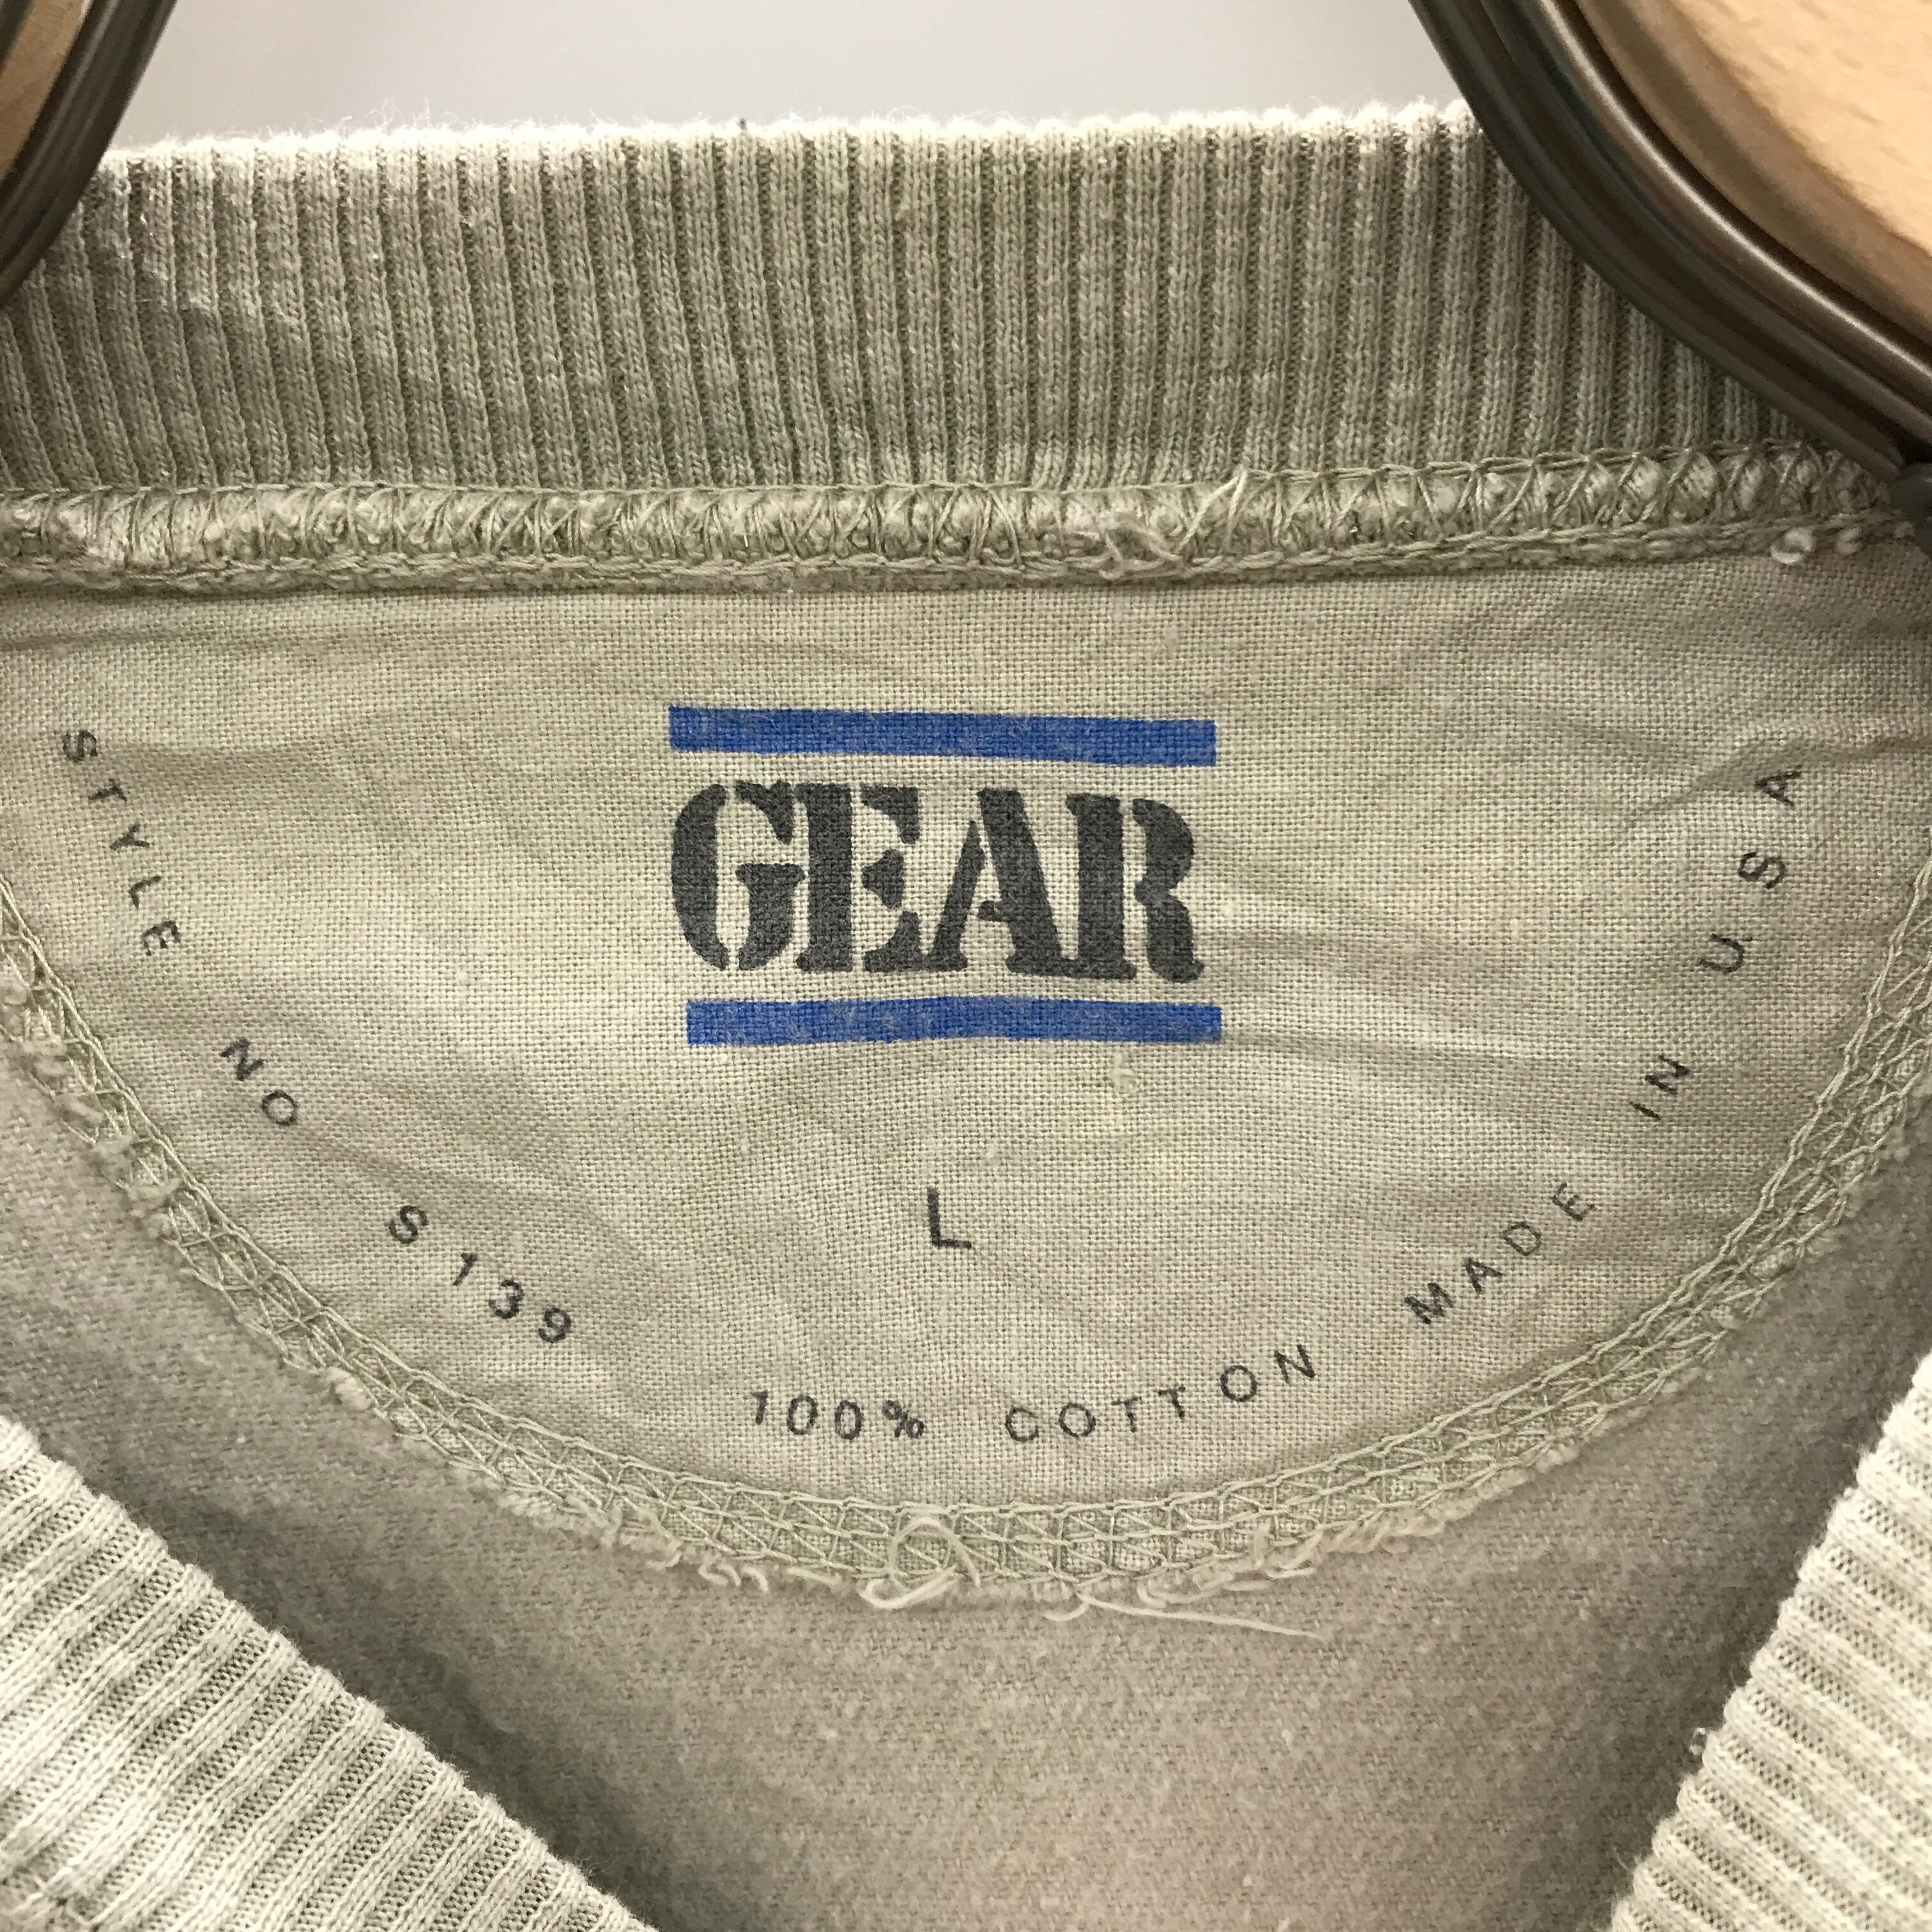 GEAR
L
STYLE NO S139 100% COTTON MADE IN USA